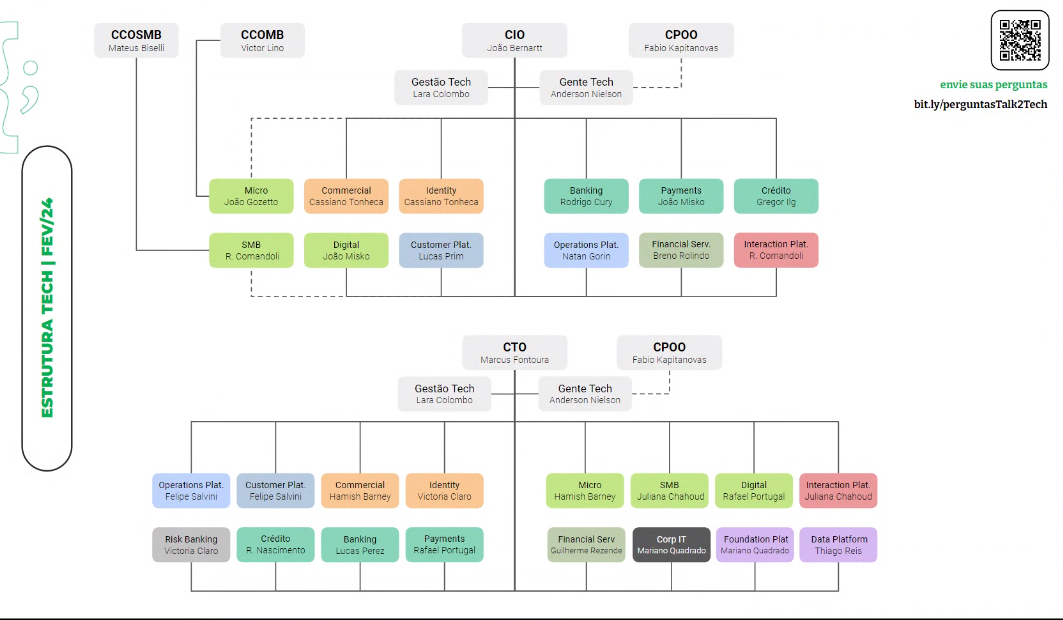 CCOSMB
Mateus Biselli
CCOMB
Victor Lino
CIO
João Bernartt
CPOO
Fabio Kapitanovas
Gestão Tech
Lara Colombo
Gente Tech
Anderson Nielson
envie suas perguntas
bit.ly/perguntasTalk2Tech
ESTRUTURA TECH | FEV/24
Micro
João Gozetto
Commercial
Cassiano Tonheca
Identity
Cassiano Tonheca
Banking
Rodrigo Cury
Payments
João Misko
Crédito
Gregor Ilg
SMB
R. Comandoli
Digital
João Misko
Customer Plat.
Lucas Prim
Operations Plat.
Natan Gorin
Financial Serv.
Breno Rolindo
Interaction Plat.
R. Comandoli
CTO
Marcus Fontoura
CPOO
Fabio Kapitanovas
Gestão Tech
Lara Colombo
Gente Tech
Anderson Nielson
Operations Plat.
Felipe Salvini
Customer Plat.
Felipe Salvini
Commercial
Hamish Barney
Identity
Victoria Claro
Micro
Hamish Barney
SMB
Juliana Chahoud
Digital
Rafael Portugal
Interaction Plat.
Juliana Chahoud
Risk Banking
Victoria Claro
Crédito
R. Nascimento
Banking
Lucas Perez
Payments
Rafael Portugal
Financial Serv
Guilherme Rezende
Corp IT
Mariano Quadrado
Foundation Plat
Mariano Quadrado
Data Platform
Thiago Reis